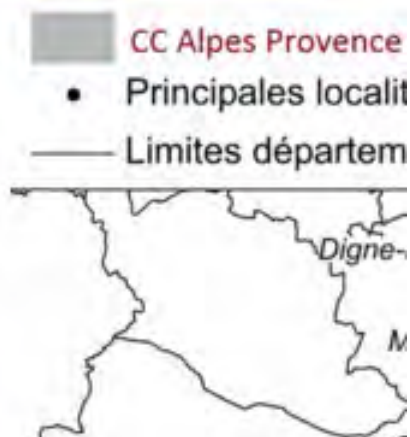 CC Alpes Provence
Principales localit
Limites départem
Digne-
M